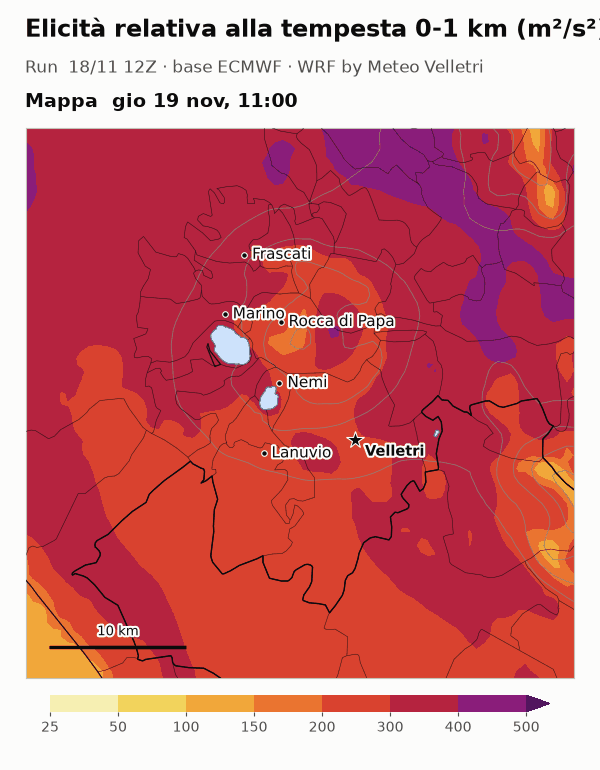 Elicità relativa alla tempesta 0-1 km (m²/s²)
Run 18/11 12Z · base ECMWF · WRF by Meteo Velletri
Mappa gio 19 nov, 11:00
Frascati
Marino
Rocca di Papa
Nemi
Velletri
Lanuvio
10 km
25 50 100 150 200 300 400 500